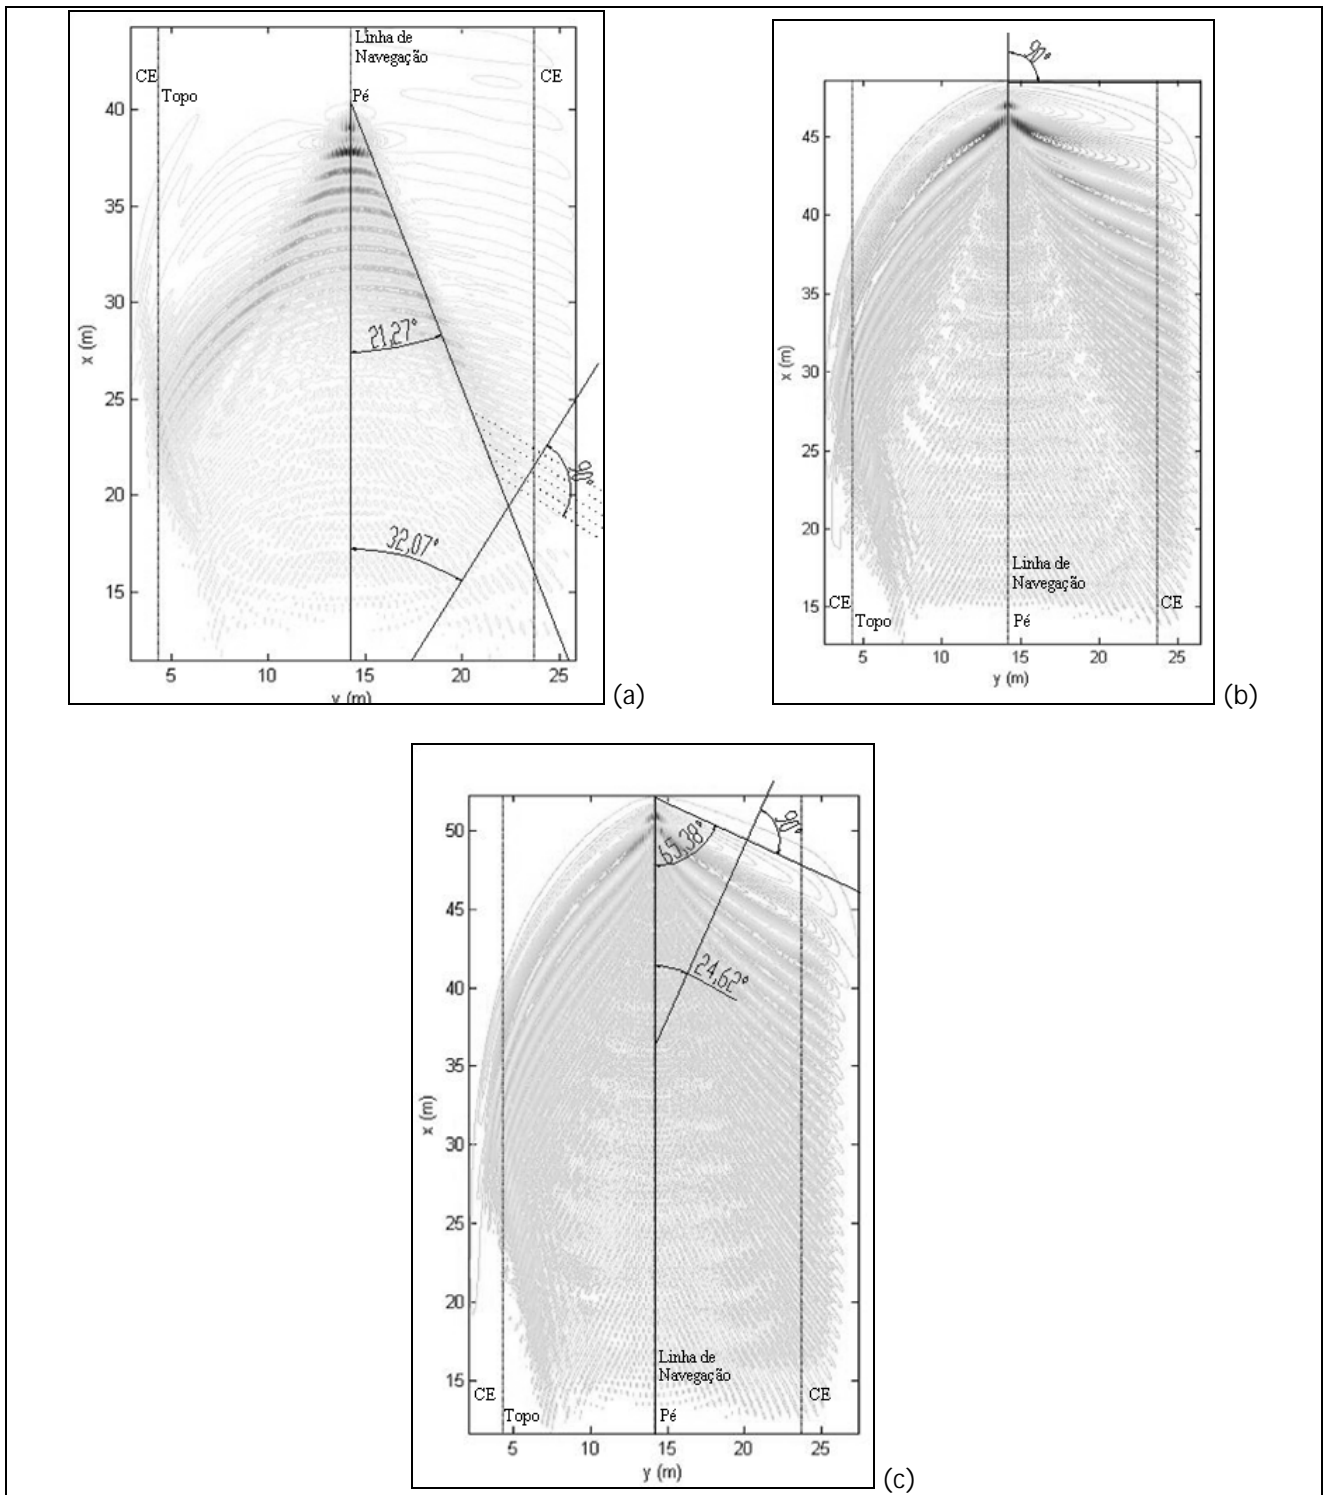 Linha de
Navegação
CE
CE
Topo
Pé
40
35
30
25
20
15
x (m)
21,27°
32,07°
90°
5
10
15
20
25
y (m)
(a)
90°
45
40
35
30
25
20
15
x (m)
Linha de
Navegação
CE
CE
Topo
Pé
5
10
15
20
25
y (m)
(b)
50
45
40
35
30
25
20
15
x (m)
65,38°
90°
24,62°
Linha de
Navegação
CE
CE
Topo
Pé
5
10
15
20
25
y (m)
(c)